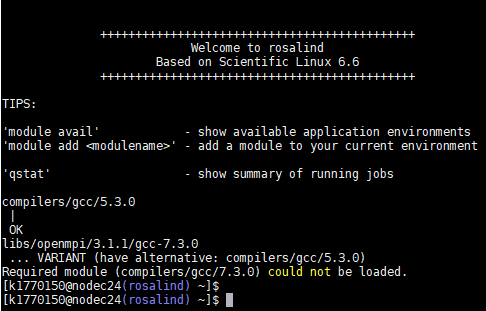 +++++++++++++++++++++++++++++++++++++++++++++
Welcome to rosalind
Based on Scientific Linux 6.6
+++++++++++++++++++++++++++++++++++++++++++++
TIPS:
'module avail' - show available application environments
'module add <modulename>' - add a module to your current environment
'qstat' - show summary of running jobs
compilers/gcc/5.3.0
|
OK
libs/openmpi/3.1.1/gcc-7.3.0
... VARIANT (have alternative: compilers/gcc/5.3.0)
Required module (compilers/gcc/7.3.0) could not be loaded.
[k1770150@nodec24(rosalind) ~]$
[k1770150@nodec24(rosalind) ~]$